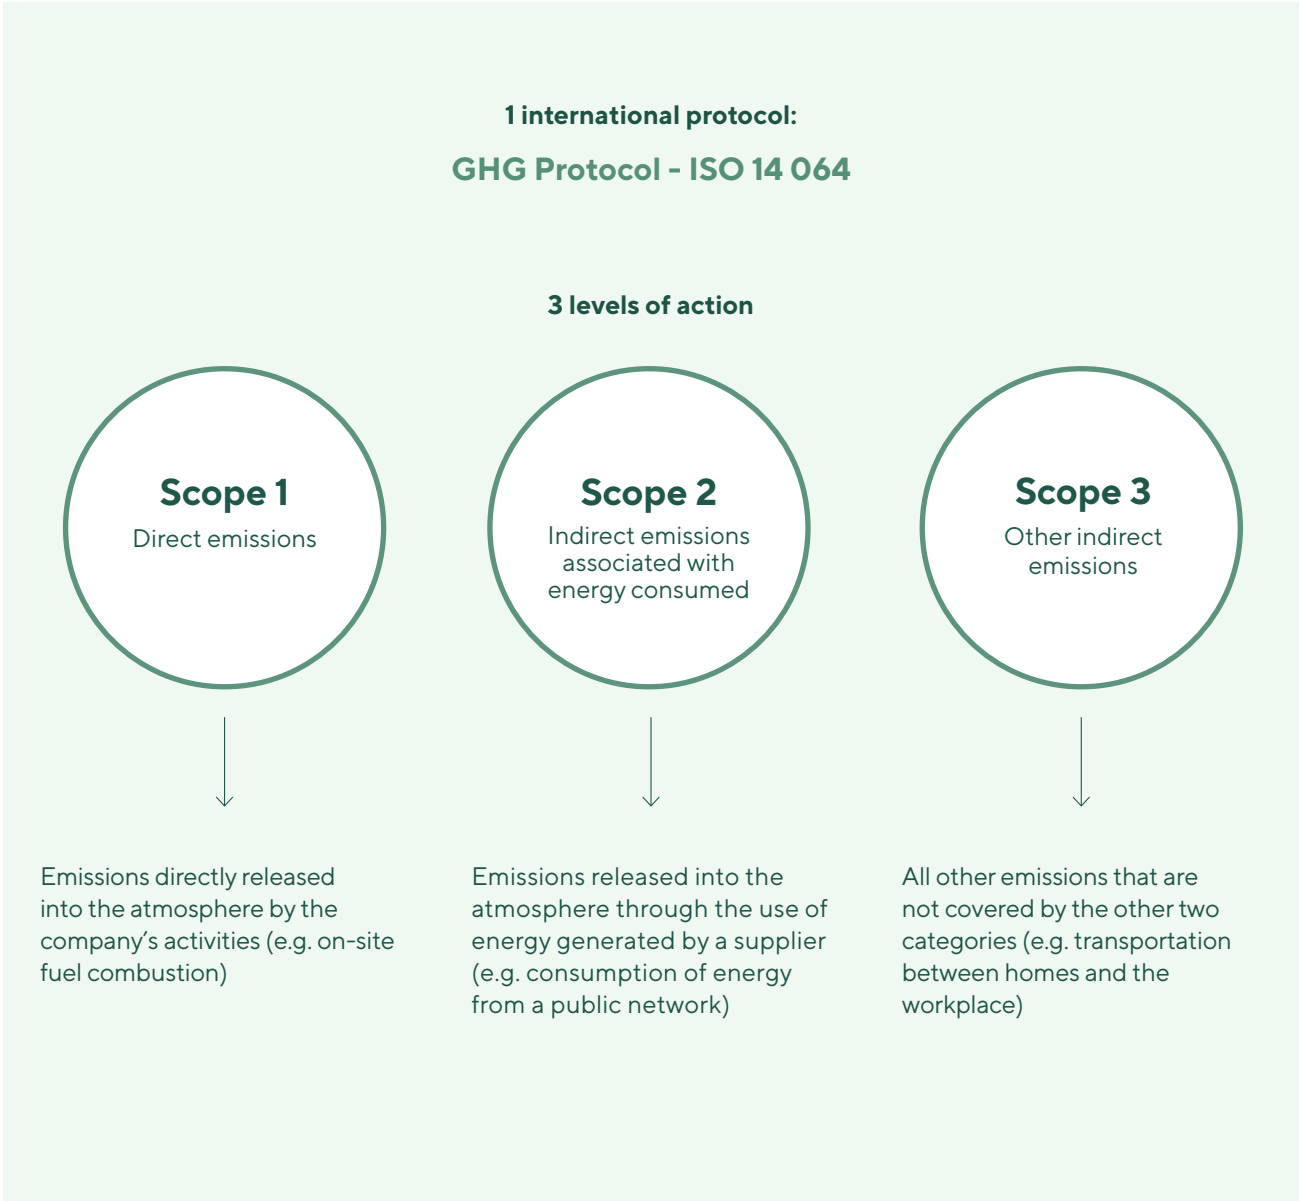 1 international protocol:
GHG Protocol - ISO 14 064
3 levels of action
Scope 1
Direct emissions
Scope 2
Indirect emissions
associated with
energy consumed
Scope 3
Other indirect
emissions
Emissions directly released
into the atmosphere by the
company's activities (e.g. on-site
fuel combustion)
Emissions released into the
atmosphere through the use of
energy generated by a supplier
(e.g. consumption of energy
from a public network)
All other emissions that are
not covered by the other two
categories (e.g. transportation
between homes and the
workplace)